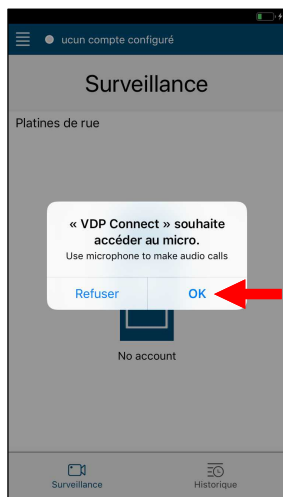 ucun compte configuré
Surveillance
Platines de rue
« VDP Connect » souhaite
accéder au micro.
Use microphone to make audio calls
Refuser
OK
No account
Surveillance
Historique